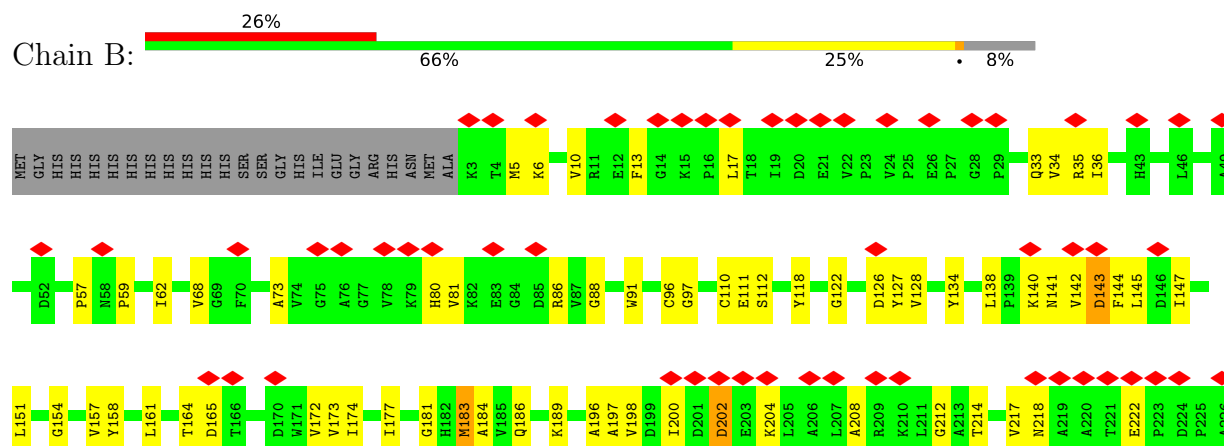 26%
Chain B:
66% 25% • 8%
MET GLY HIS HIS HIS HIS HIS HIS HIS HIS HIS HIS SER SER GLY HIS ILE GLU GLY ARG HIS ASN MET ALA K3 T4 M5 K6 V10 R11 E12 F13 G14 K15 P16 L17 T18 I19 D20 E21 V22 P23 V24 P25 E26 P27 G28 P29 Q33 V34 R35 I36 H43 L46 A49
D52 P57 N58 P59 I62 V68 G69 F70 A73 V74 G75 A76 G77 V78 K79 H80 V81 K82 E83 G84 D85 R86 V87 G88 W91 C96 G97 C110 E111 S112 Y118 G122 D126 Y127 V128 Y134 L138 P139 K140 N141 V142 D143 F144 L145 D146 I147
L151 G154 V157 Y158 L161 T164 D165 T166 D170 W171 V172 V173 I174 I177 G181 H182 M183 A184 V185 Q186 K189 A196 A197 V198 D199 I200 D201 D202 E203 K204 L205 A206 L207 A208 R209 K210 L211 G212 A213 T214 V217 N218 A219 A220 T221 E222 P223 D224 P225